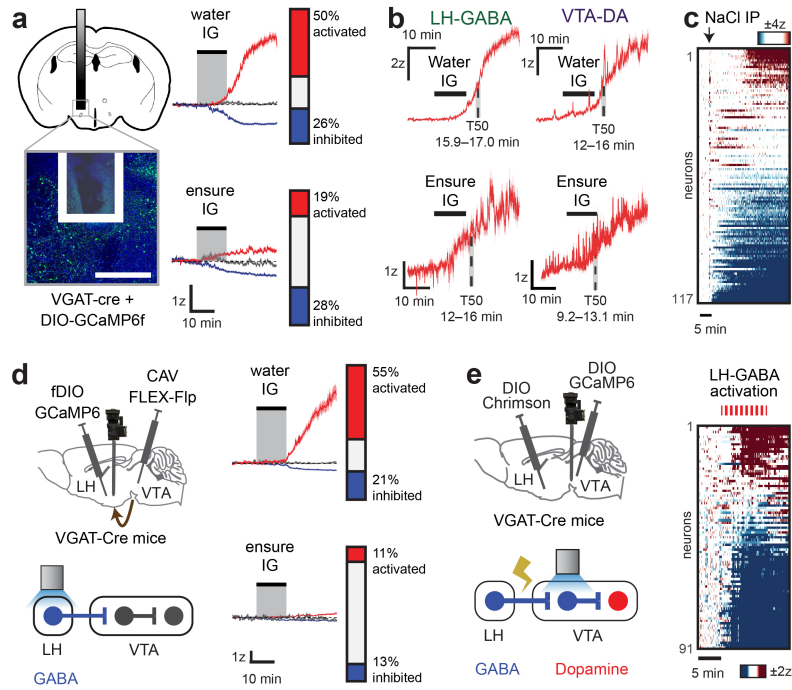 a
water
IG
50%
activated
26%
inhibited
ensure
IG
19%
activated
28%
inhibited
1z
10 min
VGAT-cre +
DIO-GCaMP6f
b
LH-GABA
VTA-DA
10 min
2z
Water
IG
T50
15.9–17.0 min
10 min
1z
Water
IG
T50
12–16 min
Ensure
IG
1z
10 min
T50
12–16 min
Ensure
IG
1z
10 min
T50
9.2–13.1 min
c
NaCl IP
±4z
1
neurons
117
5 min
d
fDIO
GCaMP6
CAV
FLEX-Flp
LH
VTA
VGAT-Cre mice
LH
VTA
GABA
water
IG
55%
activated
21%
inhibited
ensure
IG
11%
activated
13%
inhibited
1z
10 min
e
DIO
Chrimson
DIO
GCaMP6
LH
VTA
VGAT-Cre mice
LH
VTA
GABA
Dopamine
LH-GABA
activation
1
neurons
91
5 min
±2z